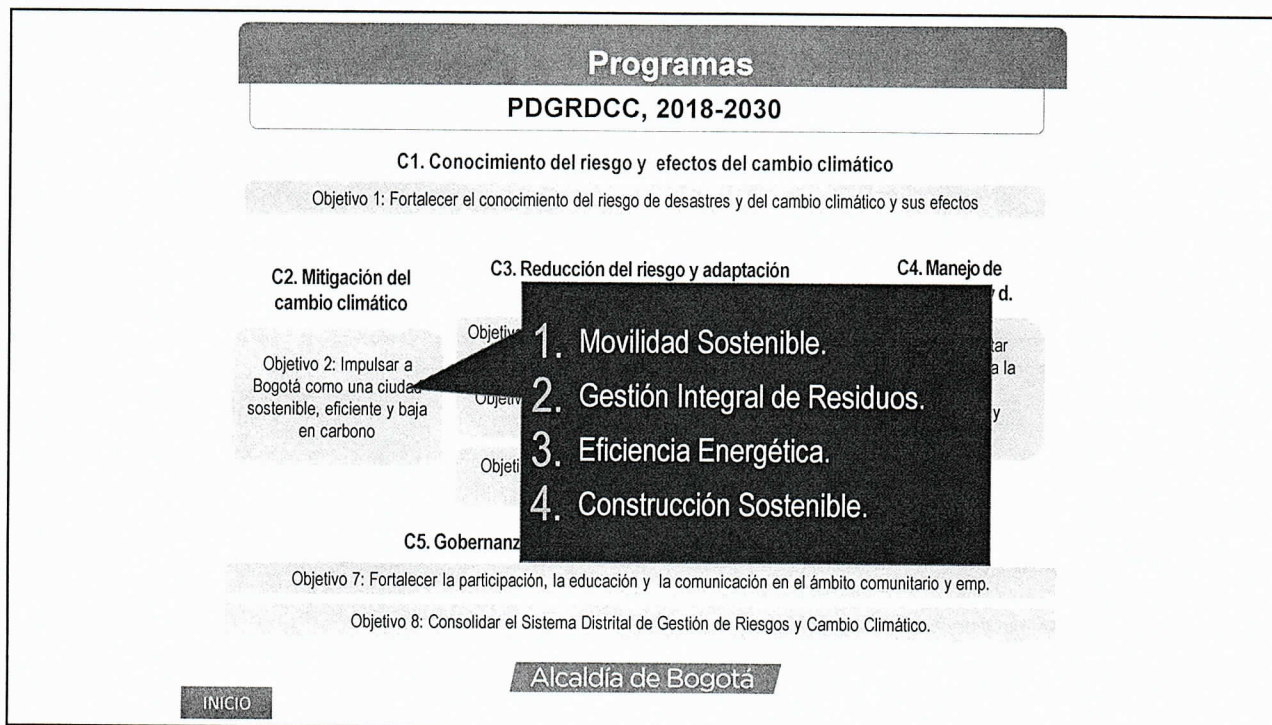 Programas
PDGRDCC, 2018-2030
C1. Conocimiento del riesgo y efectos del cambio climático
Objetivo 1: Fortalecer el conocimiento del riesgo de desastres y del cambio climático y sus efectos
C2. Mitigación del
cambio climático
Objetivo 2: Impulsar a
Bogotá como una ciudad
sostenible, eficiente y baja
en carbono
C3. Reducción del riesgo y adaptación
C4. Manejo de
d.
a la
y
1. Movilidad Sostenible.
2. Gestión Integral de Residuos.
3. Eficiencia Energética.
4. Construcción Sostenible.
C5.
Objetivo 7: Fortalecer la participación, la educación y la comunicación en el ámbito comunitario y emp.
Objetivo 8: Consolidar el Sistema Distrital de Gestión de Riesgos y Cambio Climático.
Alcaldía de Bogotá
INICIO